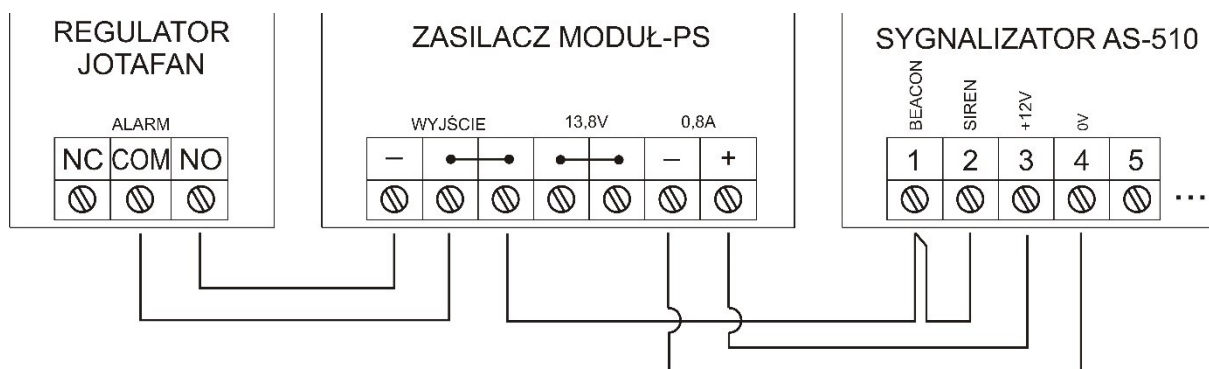 REGULATOR
JOTAFAN
ALARM
NC COM NO
ZASILACZ MODUŁ-PS
WYJŚCIE 13,8V 0,8A
– – +
SYGNALIZATOR AS-510
BEACON SIREN +12V 0V
1 2 3 4 5
...